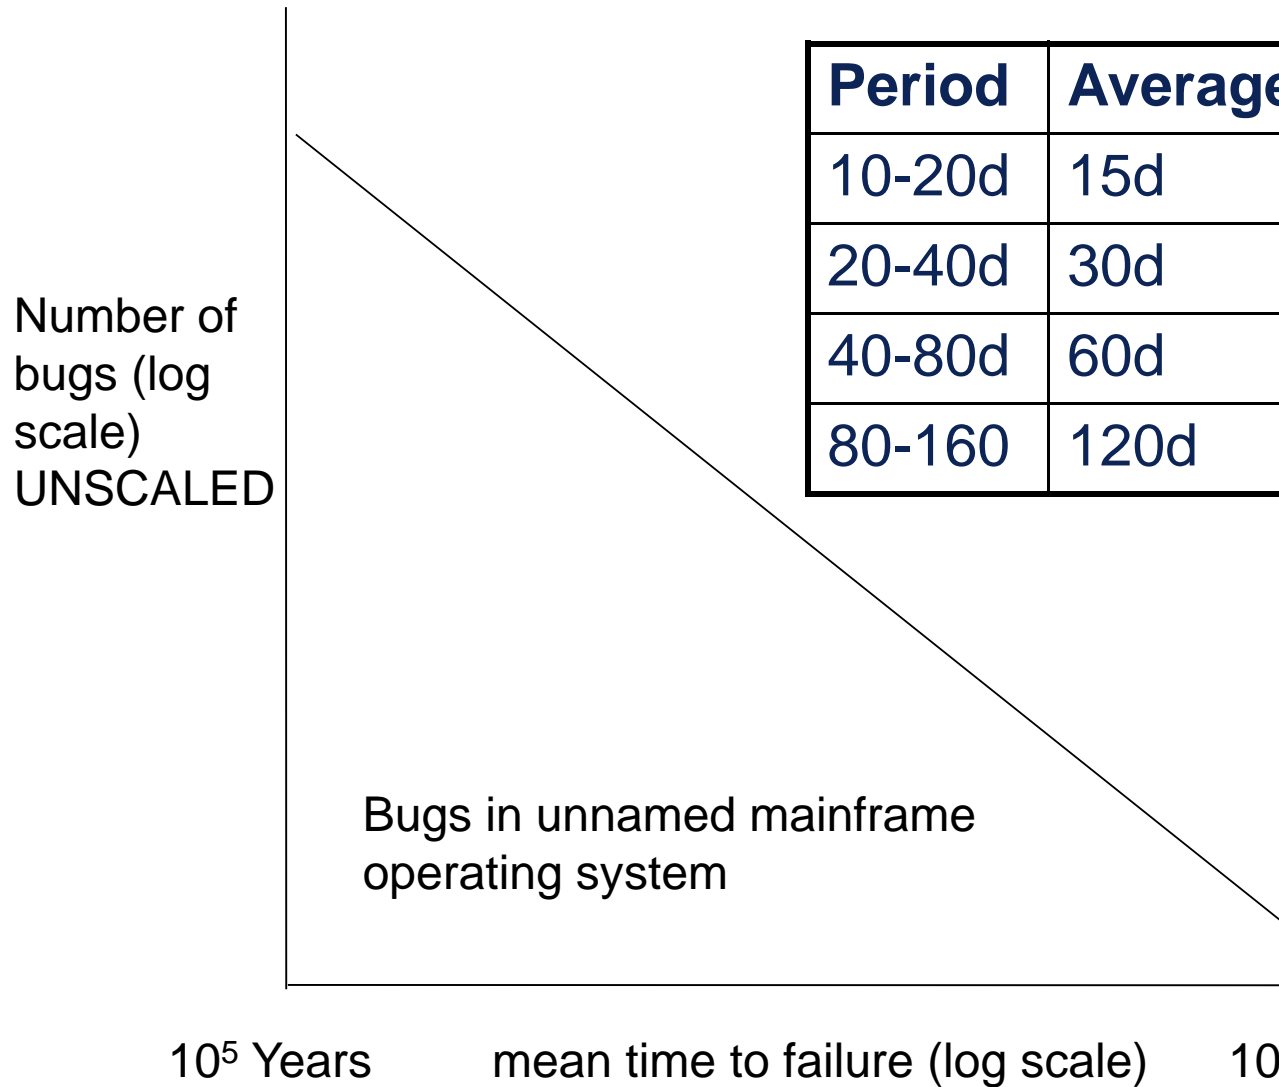 Period Average
10-20d 15d
20-40d 30d
40-80d 60d
80-160 120d
Number of
bugs (log
scale)
UNSCALED
Bugs in unnamed mainframe
operating system
10⁵ Years mean time to failure (log scale) 10